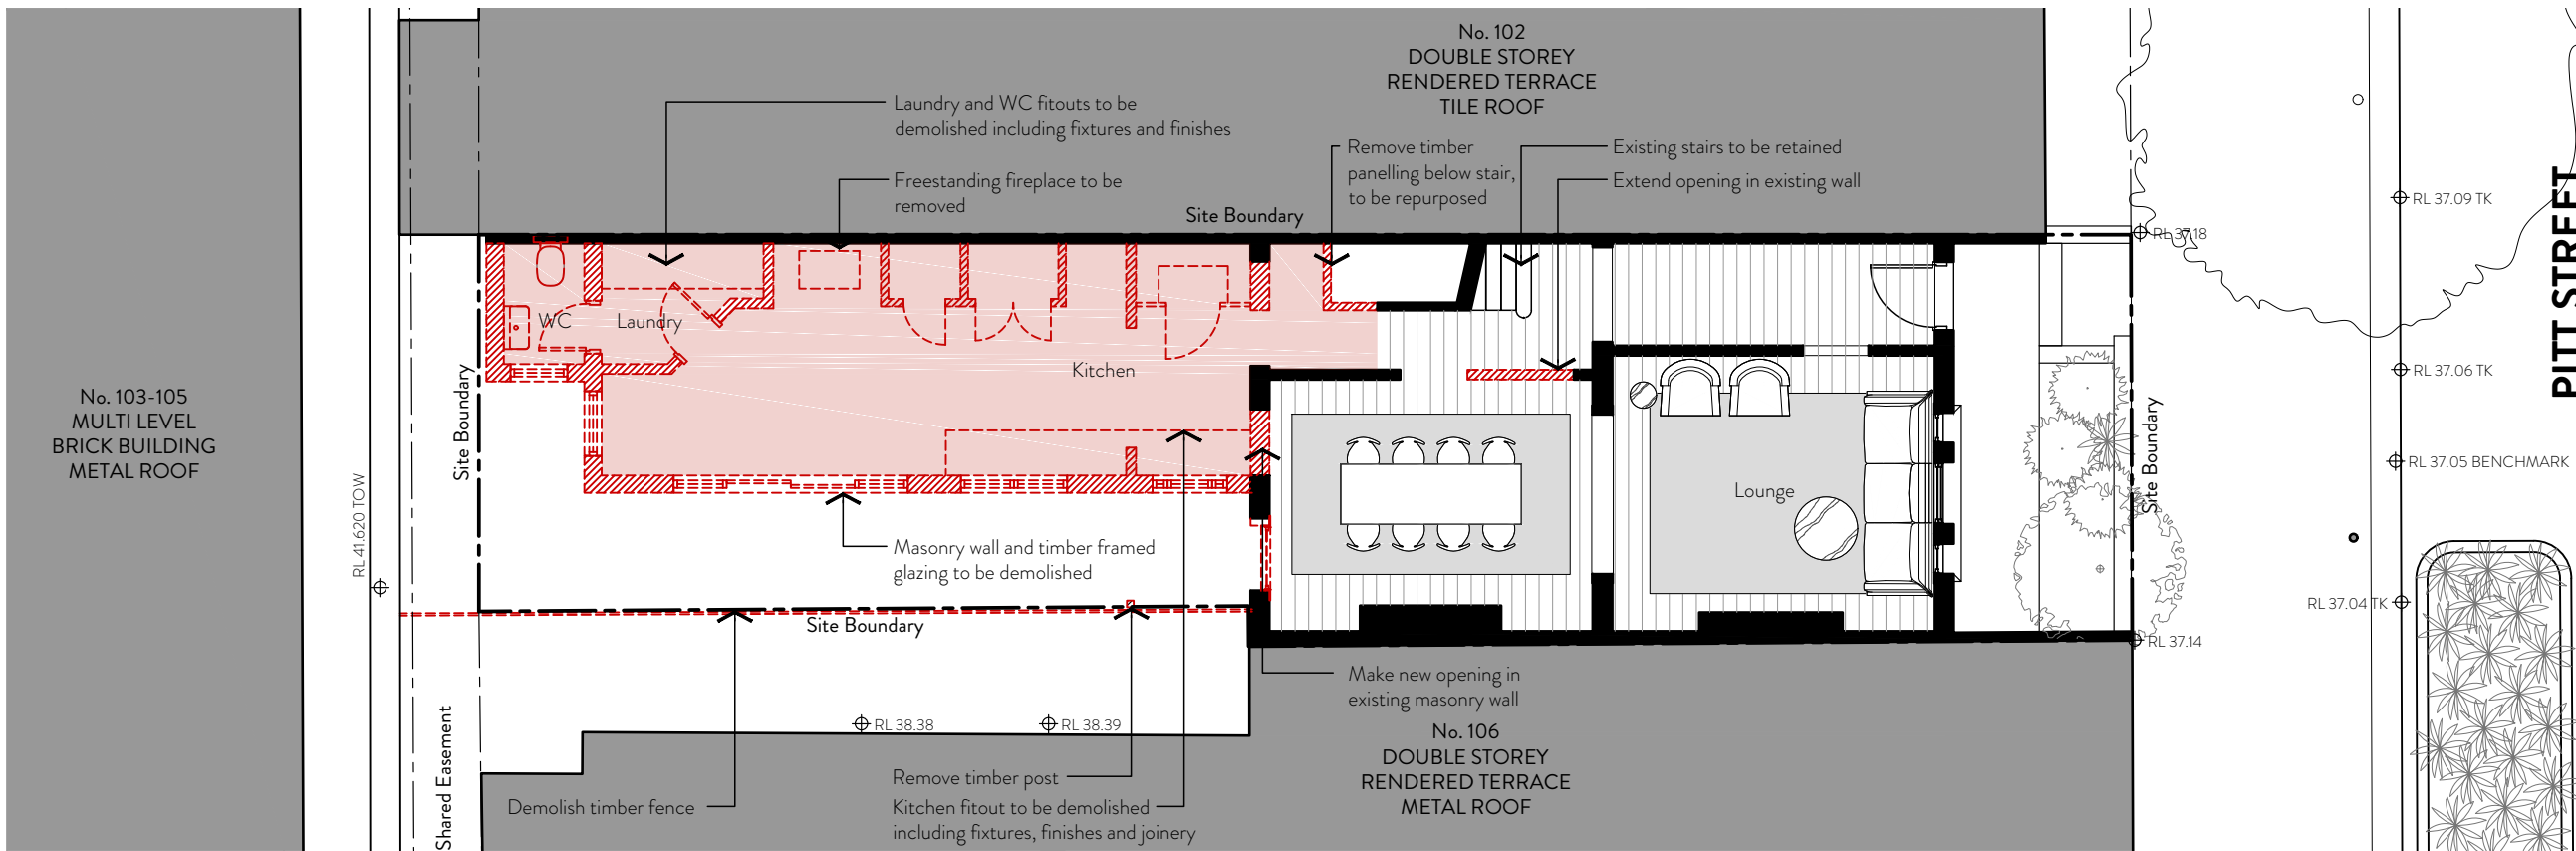 No. 102
DOUBLE STOREY
RENDERED TERRACE
TILE ROOF
Laundry and WC fitouts to be
demolished including fixtures and finishes
Freestanding fireplace to be
removed
Site Boundary
Remove timber
panelling below stair,
to be repurposed
Existing stairs to be retained
Extend opening in existing wall
RL 37.09 TK
RL 37.18
PITT STREET
WC
Laundry
Kitchen
RL 37.06 TK
No. 103-105
MULTI LEVEL
BRICK BUILDING
METAL ROOF
Site Boundary
RL 41.620 TOW
Lounge
Site Boundary
RL 37.05 BENCHMARK
Masonry wall and timber framed
glazing to be demolished
Site Boundary
RL 37.04 TK
RL 37.14
Make new opening in
existing masonry wall
RL 38.38
RL 38.39
Shared Easement
No. 106
DOUBLE STOREY
RENDERED TERRACE
METAL ROOF
Remove timber post
Demolish timber fence
Kitchen fitout to be demolished
including fixtures, finishes and joinery